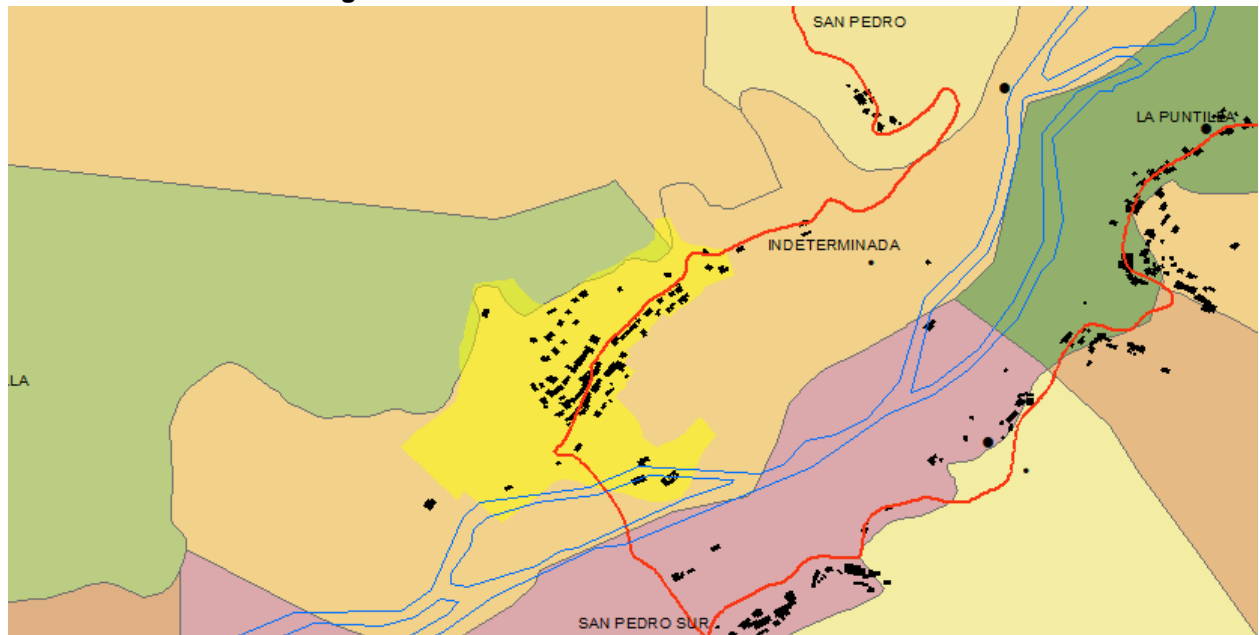 SAN PEDRO
LA PUNTILLA
INDETERMINADA
LA
SAN PEDRO SUR